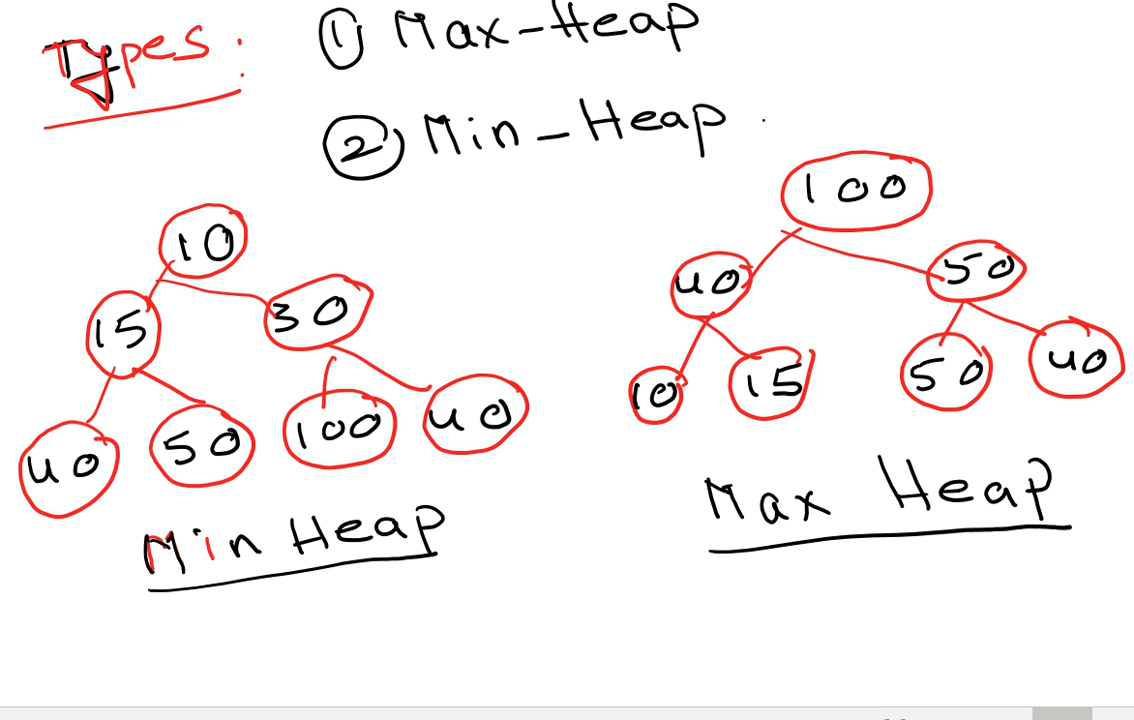 Types:
① Max-Heap
② Min-Heap
100
10
40 50
15 30
10 15 50 40
40 50 100 40
Min Heap
Max Heap